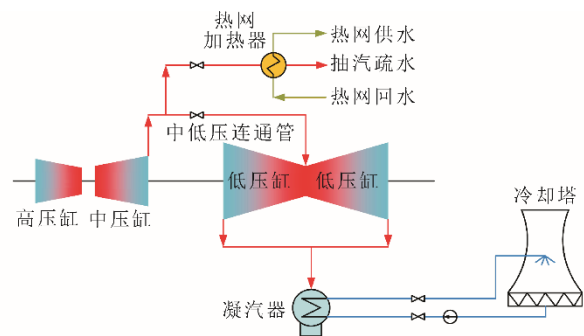 热网
加热器
热网供水
抽汽疏水
热网回水
中低压连通管
低压缸
低压缸
高压缸
中压缸
冷却塔
凝汽器